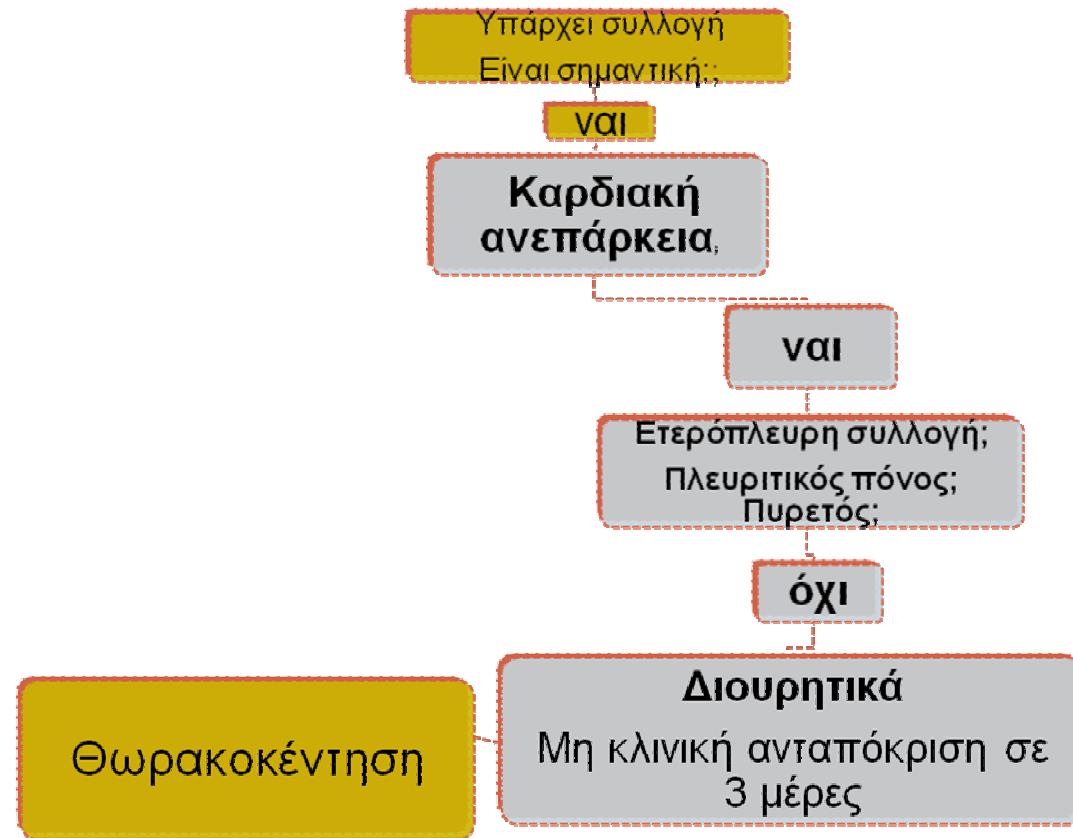 Υπάρχει συλλογή
Είναι σημαντική;;
ναι
Καρδιακή
ανεπάρκεια;
ναι
Ετερόπλευρη συλλογή;
Πλευριτικός πόνος;
Πυρετός;
όχι
Διουρητικά
Μη κλινική ανταπόκριση σε
3 μέρες
Θωρακοκέντηση